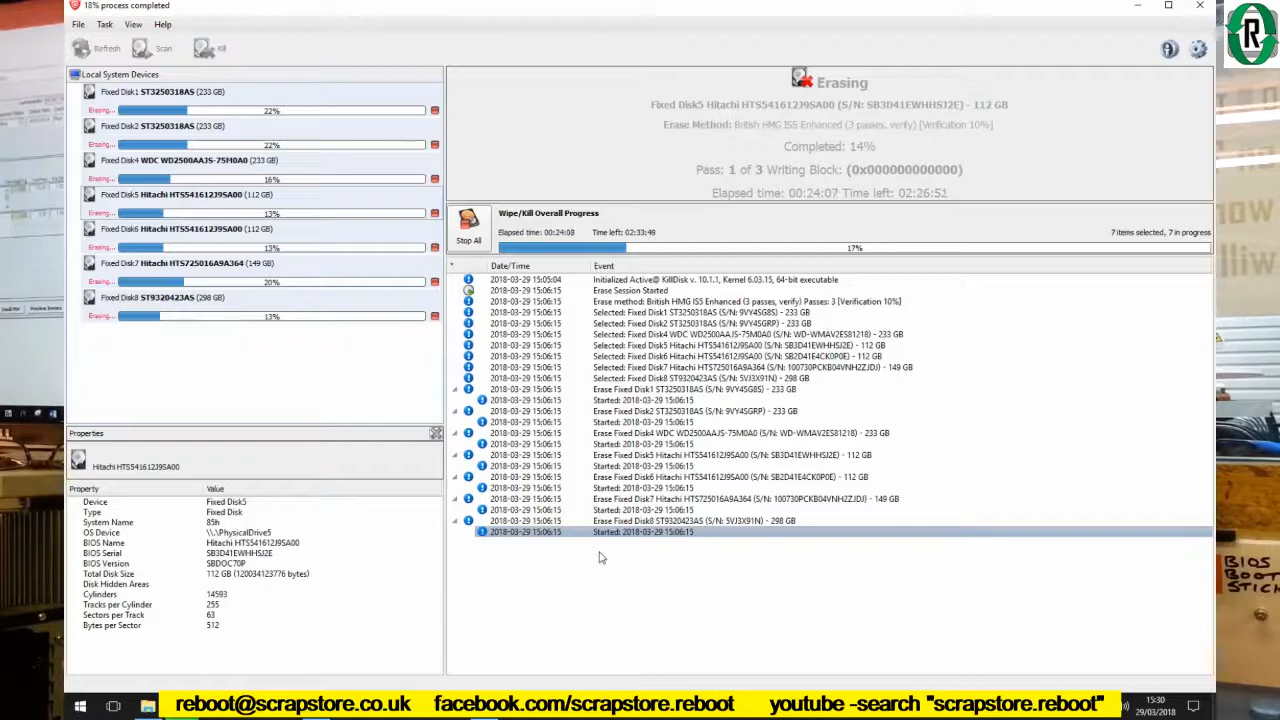 18% process completed
File Task View Help
Refresh Scan Kill
Local System Devices
Fixed Disk1 ST3250318AS (233 GB)
Erasing... 22%
Fixed Disk2 ST3250318AS (233 GB)
Erasing... 22%
Fixed Disk4 WDC WD2500AAJS-75M0A0 (233 GB)
Erasing... 16%
Fixed Disk5 Hitachi HTS541612J9SA00 (112 GB)
Erasing... 13%
Fixed Disk6 Hitachi HTS541612J9SA00 (112 GB)
Erasing... 13%
Fixed Disk7 Hitachi HTS725016A9A364 (149 GB)
Erasing... 20%
Fixed Disk8 ST9320423AS (298 GB)
Erasing... 13%
Properties
Hitachi HTS541612J9SA00
Property Value
Device Fixed Disk5
Type Fixed Disk
System Name 85h
OS Device \\.\PhysicalDrive5
BIOS Name Hitachi HTS541612J9SA00
BIOS Serial SB3D41EWHHSJ2E
BIOS Version SBDOC70P
Total Disk Size 112 GB (120034123776 bytes)
Disk Hidden Areas
Cylinders 14593
Tracks per Cylinder 255
Sectors per Track 63
Bytes per Sector 512
Erasing
Fixed Disk5 Hitachi HTS541612J9SA00 (S/N: SB3D41EWHHSJ2E) - 112 GB
Erase Method: British HMG IS5 Enhanced (3 passes, verify) [Verification 10%]
Completed: 14%
Pass: 1 of 3 Writing Block: (0x000000000000)
Elapsed time: 00:24:07 Time left: 02:26:51
Stop All
Wipe/Kill Overall Progress
Elapsed time: 00:24:08 Time left: 02:33:49 7 items selected, 7 in progress
17%
Date/Time Event
2018-03-29 15:05:04 Initialized Active@ KillDisk v. 10.1.1, Kernel 6.03.15, 64-bit executable
2018-03-29 15:06:15 Erase Session Started
2018-03-29 15:06:15 Erase method: British HMG IS5 Enhanced (3 passes, verify) Passes: 3 [Verification 10%]
2018-03-29 15:06:15 Selected: Fixed Disk1 ST3250318AS (S/N: 9VY4SG8S) - 233 GB
2018-03-29 15:06:15 Selected: Fixed Disk2 ST3250318AS (S/N: 9VY4SGRP) - 233 GB
2018-03-29 15:06:15 Selected: Fixed Disk4 WDC WD2500AAJS-75M0A0 (S/N: WD-WMAV2ES81218) - 233 GB
2018-03-29 15:06:15 Selected: Fixed Disk5 Hitachi HTS541612J9SA00 (S/N: SB3D41EWHHSJ2E) - 112 GB
2018-03-29 15:06:15 Selected: Fixed Disk6 Hitachi HTS541612J9SA00 (S/N: SB2D41E4CK0P0E) - 112 GB
2018-03-29 15:06:15 Selected: Fixed Disk7 Hitachi HTS725016A9A364 (S/N: 100730PCKB04VNH2ZJDJ) - 149 GB
2018-03-29 15:06:15 Selected: Fixed Disk8 ST9320423AS (S/N: 5VJ3X91N) - 298 GB
2018-03-29 15:06:15 Erase Fixed Disk1 ST3250318AS (S/N: 9VY4SG8S) - 233 GB
2018-03-29 15:06:15 Started: 2018-03-29 15:06:15
2018-03-29 15:06:15 Erase Fixed Disk2 ST3250318AS (S/N: 9VY4SGRP) - 233 GB
2018-03-29 15:06:15 Started: 2018-03-29 15:06:15
2018-03-29 15:06:15 Erase Fixed Disk4 WDC WD2500AAJS-75M0A0 (S/N: WD-WMAV2ES81218) - 233 GB
2018-03-29 15:06:15 Started: 2018-03-29 15:06:15
2018-03-29 15:06:15 Erase Fixed Disk5 Hitachi HTS541612J9SA00 (S/N: SB3D41EWHHSJ2E) - 112 GB
2018-03-29 15:06:15 Started: 2018-03-29 15:06:15
2018-03-29 15:06:15 Erase Fixed Disk6 Hitachi HTS541612J9SA00 (S/N: SB2D41E4CK0P0E) - 112 GB
2018-03-29 15:06:15 Started: 2018-03-29 15:06:15
2018-03-29 15:06:15 Erase Fixed Disk7 Hitachi HTS725016A9A364 (S/N: 100730PCKB04VNH2ZJDJ) - 149 GB
2018-03-29 15:06:15 Started: 2018-03-29 15:06:15
2018-03-29 15:06:15 Erase Fixed Disk8 ST9320423AS (S/N: 5VJ3X91N) - 298 GB
2018-03-29 15:06:15 Started: 2018-03-29 15:06:15
R
now
will
BIOS
BOOT
STICK
15:30
29/03/2018
reboot@scrapstore.co.uk facebook.com/scrapstore.reboot youtube -search "scrapstore.reboot"